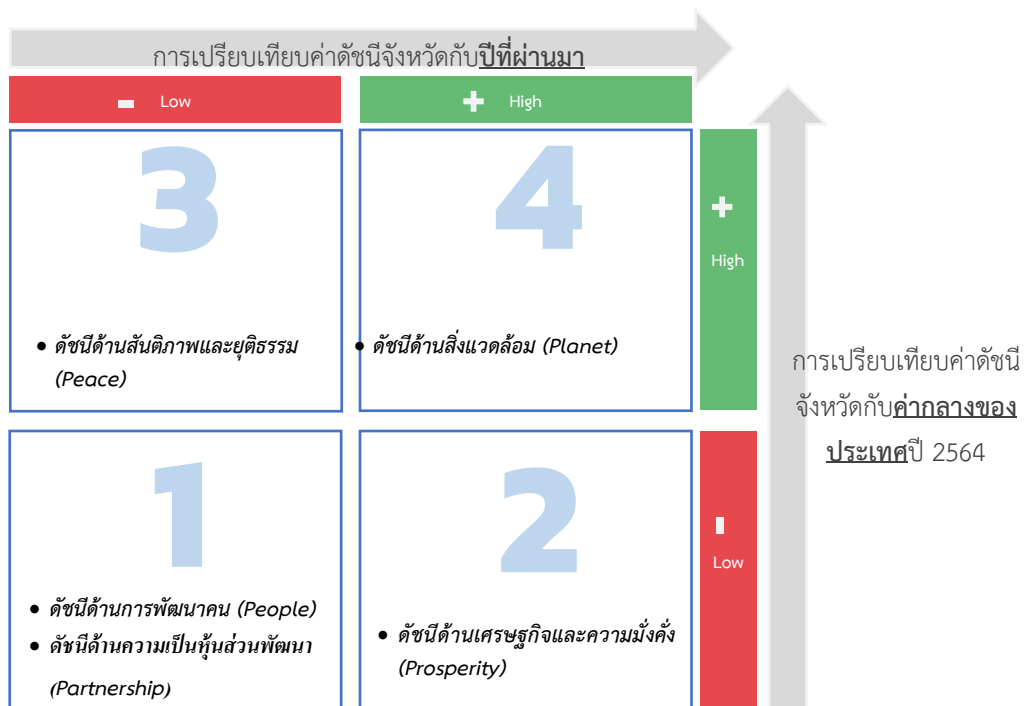 การเปรียบเทียบค่าดัชนีจังหวัดกับปีที่ผ่านมา
- Low
+ High
3
4
+
High
• ดัชนีด้านสันติภาพและยุติธรรม
(Peace)
• ดัชนีด้านสิ่งแวดล้อม (Planet)
การเปรียบเทียบค่าดัชนี
จังหวัดกับค่ากลางของ
ประเทศปี 2564
1
2
-
Low
• ดัชนีด้านการพัฒนาคน (People)
• ดัชนีด้านความเป็นหุ้นส่วนพัฒนา
(Partnership)
• ดัชนีด้านเศรษฐกิจและความมั่งคั่ง
(Prosperity)